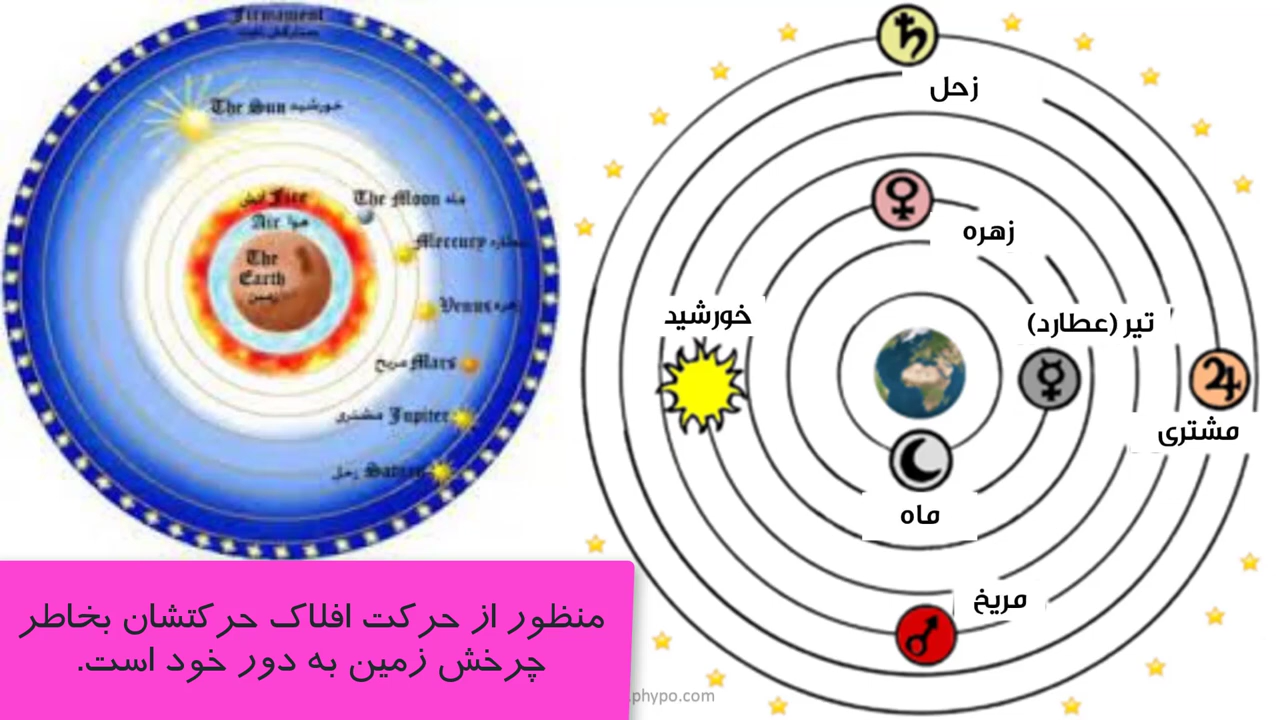 Firmament
The Sun خورشید
The Moon ماه
Fire آتش
Air هوا
Mercury عطارد
The
Earth
زمین
Venus زهره
Mars مریخ
Jupiter مشتری
Saturn زحل
زحل
زهره
خورشید
تیر (عطارد)
مشتری
ماه
مریخ
منظور از حرکت افلاک حرکتشان بخاطر
چرخش زمین به دور خود است.
.phypo.com